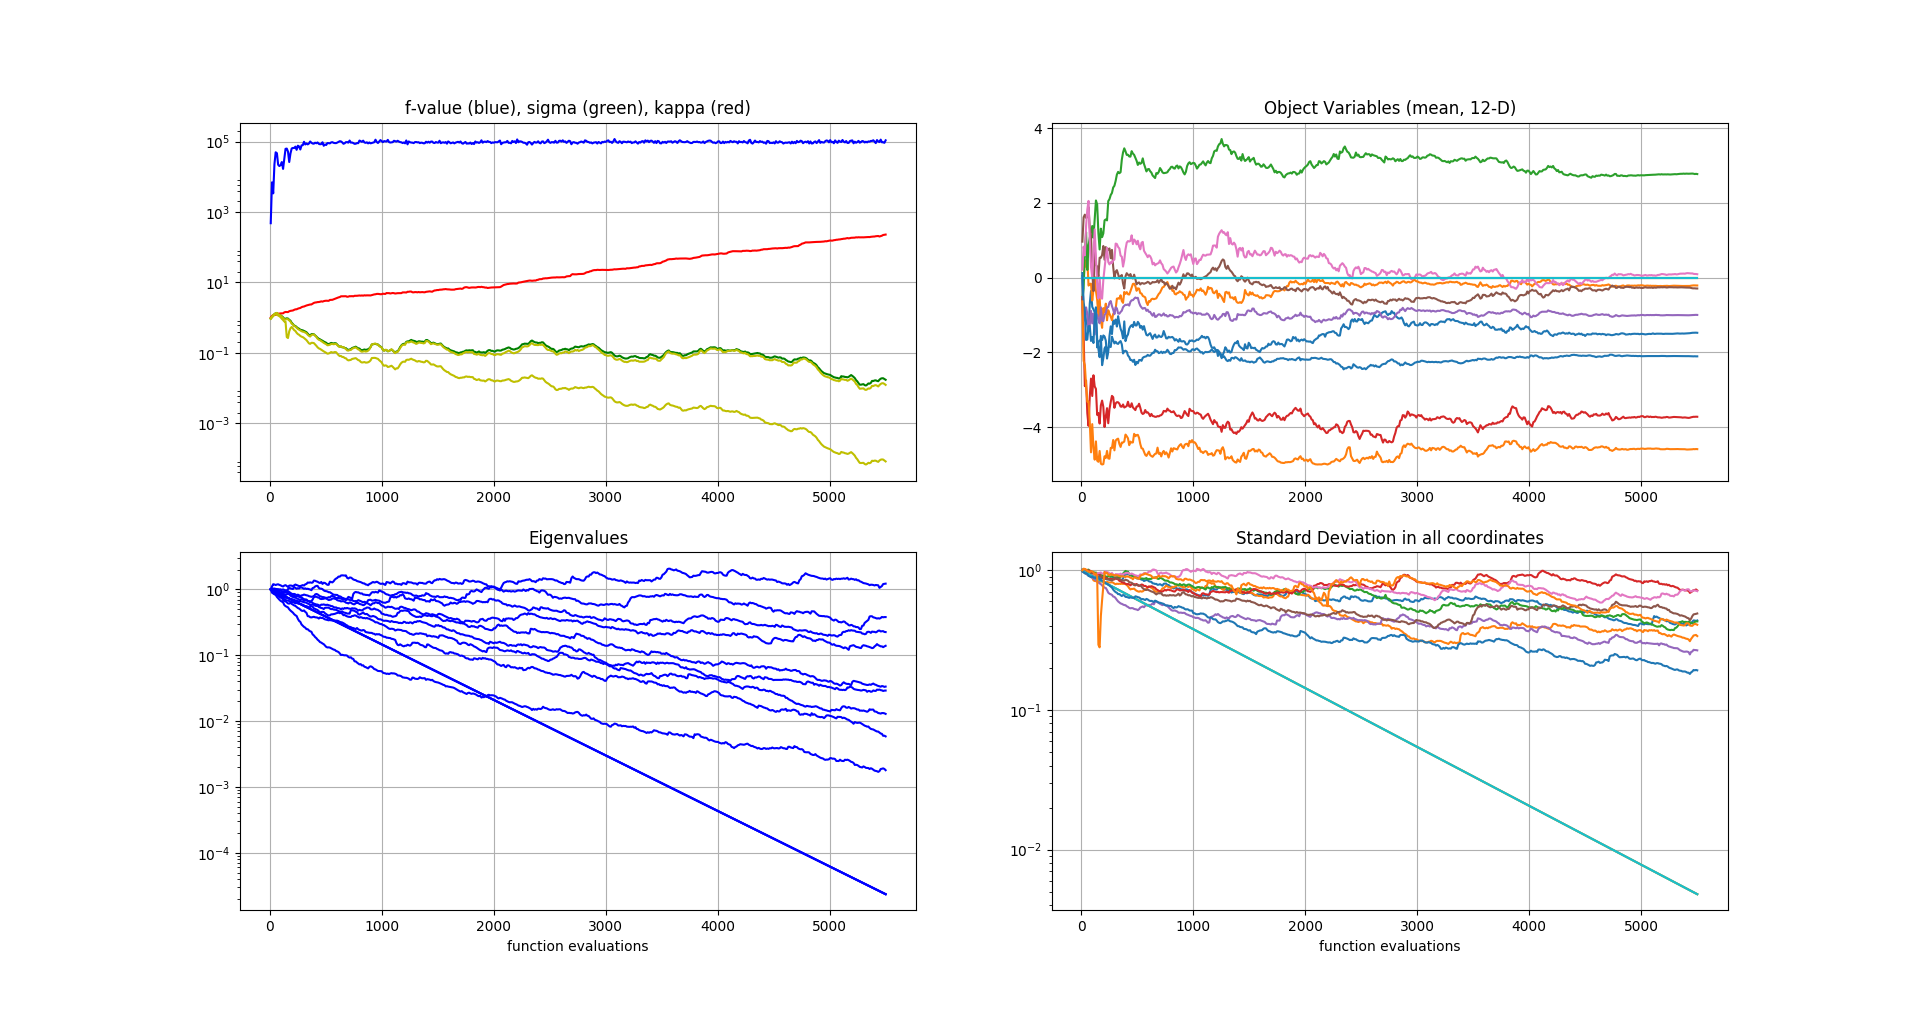 f-value (blue), sigma (green), kappa (red)
10^5
10^3
10^1
10^−1
10^−3
0 1000 2000 3000 4000 5000
Object Variables (mean, 12-D)
4
2
0
−2
−4
0 1000 2000 3000 4000 5000
Eigenvalues
10^0
10^−1
10^−2
10^−3
10^−4
0 1000 2000 3000 4000 5000
function evaluations
Standard Deviation in all coordinates
10^0
10^−1
10^−2
0 1000 2000 3000 4000 5000
function evaluations